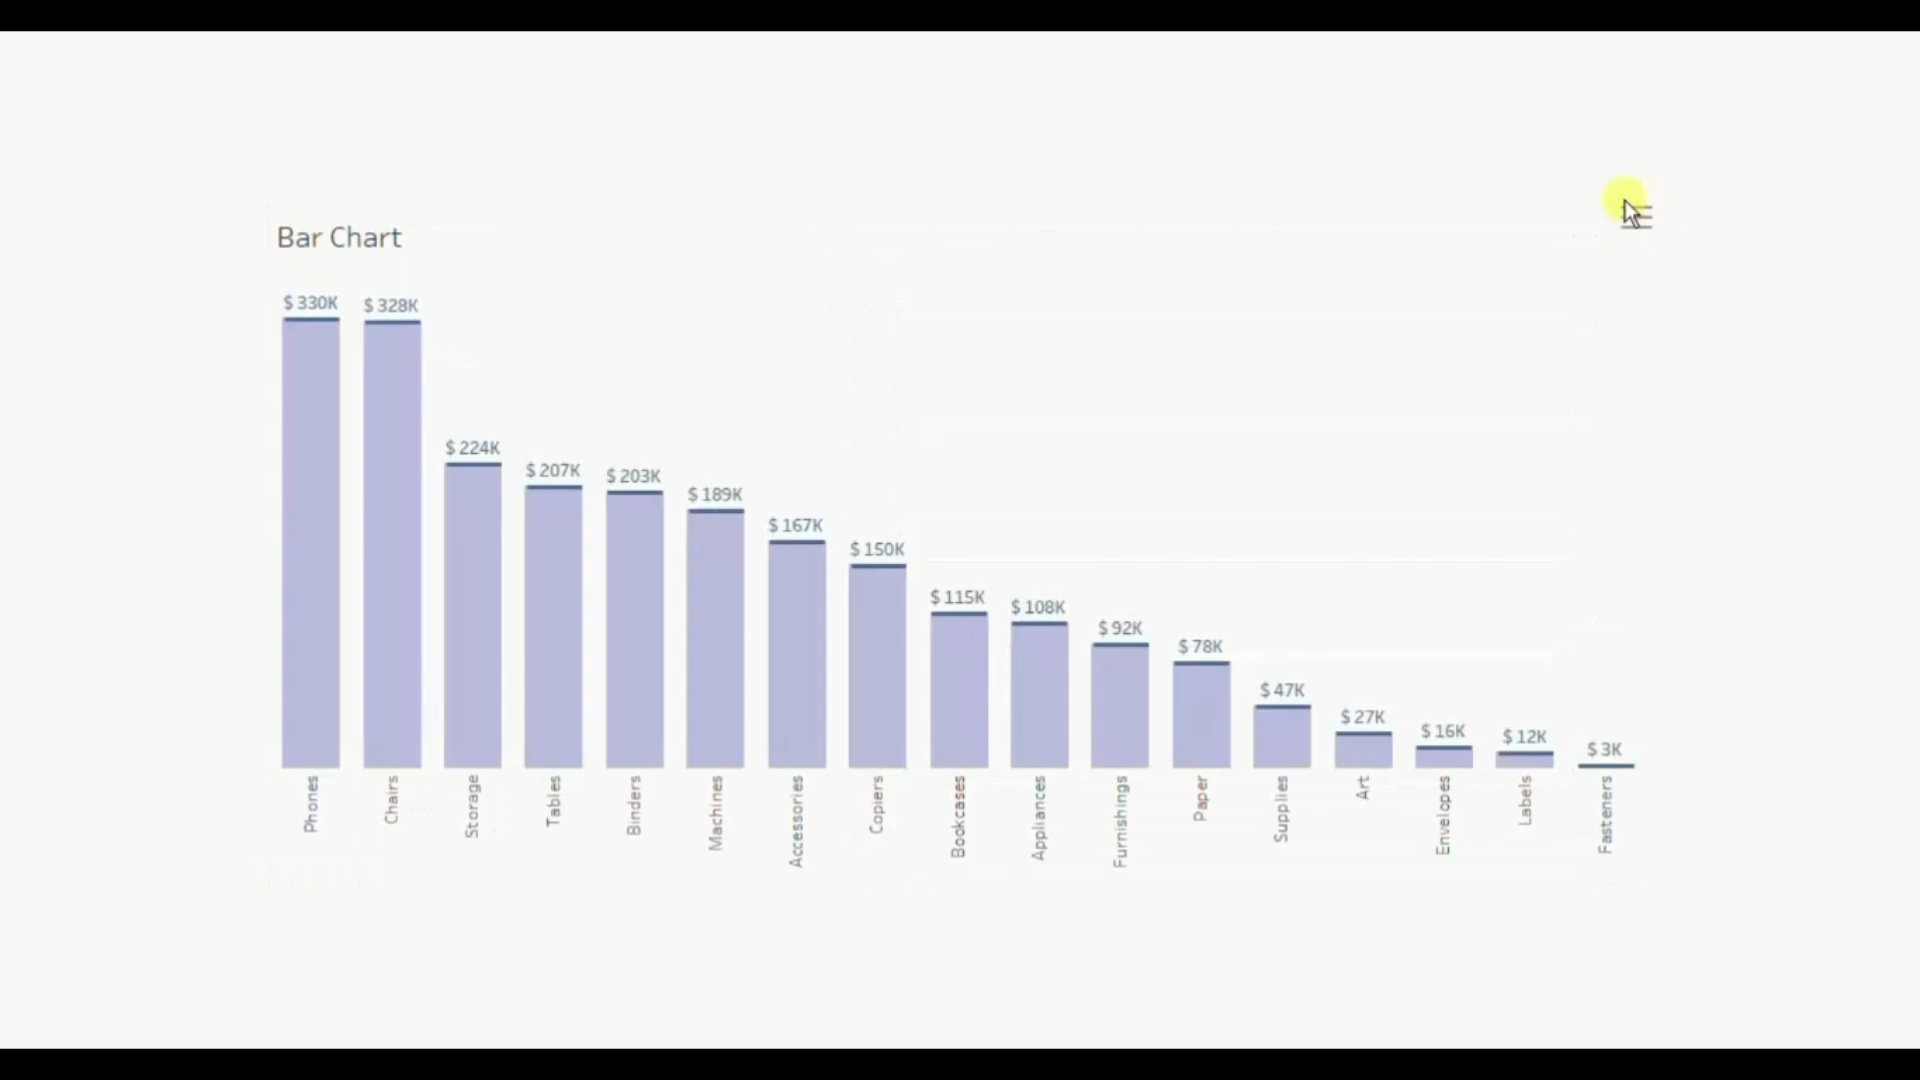 Bar Chart
$ 330K
$ 328K
$ 224K
$ 207K
$ 203K
$ 189K
$ 167K
$ 150K
$ 115K
$ 108K
$ 92K
$ 78K
$ 47K
$ 27K
$ 16K
$ 12K
$ 3K
Phones
Chairs
Storage
Tables
Binders
Machines
Accessories
Copiers
Bookcases
Appliances
Furnishings
Paper
Supplies
Art
Envelopes
Labels
Fasteners